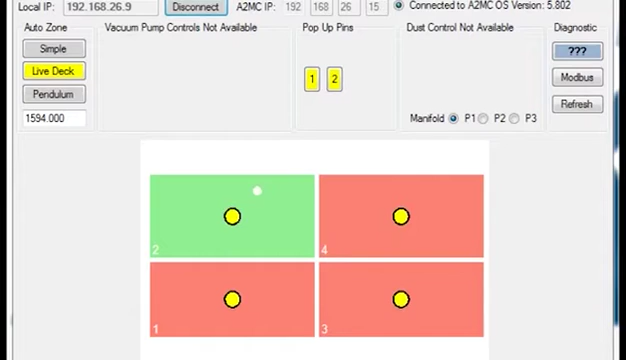 Local IP: 192.168.26.9 Disconnect A2MC IP: 192 168 26 15 Connected to A2MC OS Version: 5.802
Auto Zone Vacuum Pump Controls Not Available Pop Up Pins Dust Control Not Available Diagnostic
Simple ???
Live Deck 1 2 Modbus
Pendulum Refresh
1594.000 Manifold P1 P2 P3
2 4
1 3